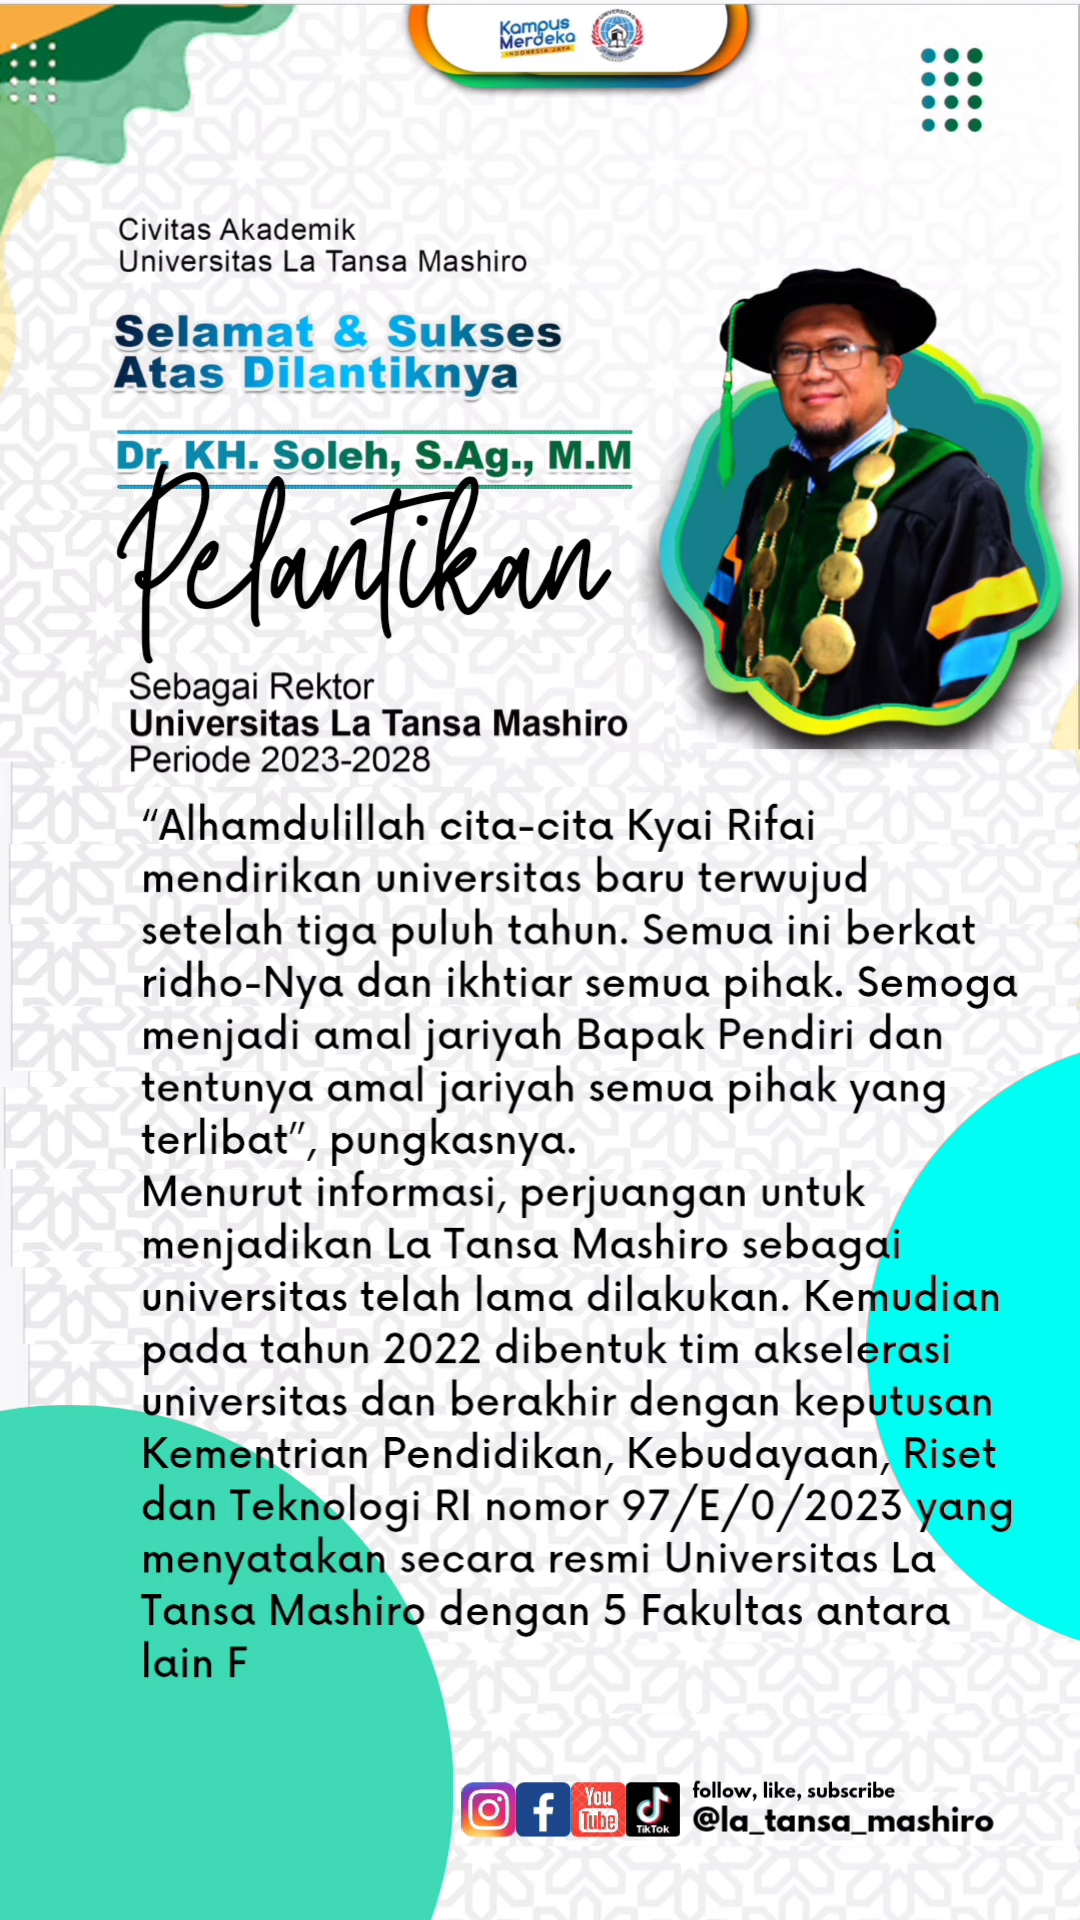 Kampus
Merdeka
INDONESIA JAYA
UNIVERSITAS
Civitas Akademik
Universitas La Tansa Mashiro
Selamat & Sukses
Atas Dilantiknya
Dr. KH. Soleh, S.Ag., M.M
Pelantikan
Sebagai Rektor
Universitas La Tansa Mashiro
Periode 2023-2028
“Alhamdulillah cita-cita Kyai Rifai
mendirikan universitas baru terwujud
setelah tiga puluh tahun. Semua ini berkat
ridho-Nya dan ikhtiar semua pihak. Semoga
menjadi amal jariyah Bapak Pendiri dan
tentunya amal jariyah semua pihak yang
terlibat”, pungkasnya.
Menurut informasi, perjuangan untuk
menjadikan La Tansa Mashiro sebagai
universitas telah lama dilakukan. Kemudian
pada tahun 2022 dibentuk tim akselerasi
universitas dan berakhir dengan keputusan
Kementrian Pendidikan, Kebudayaan, Riset
dan Teknologi RI nomor 97/E/0/2023 yang
menyatakan secara resmi Universitas La
Tansa Mashiro dengan 5 Fakultas antara
lain F
You
Tube
TikTok
follow, like, subscribe
@la_tansa_mashiro